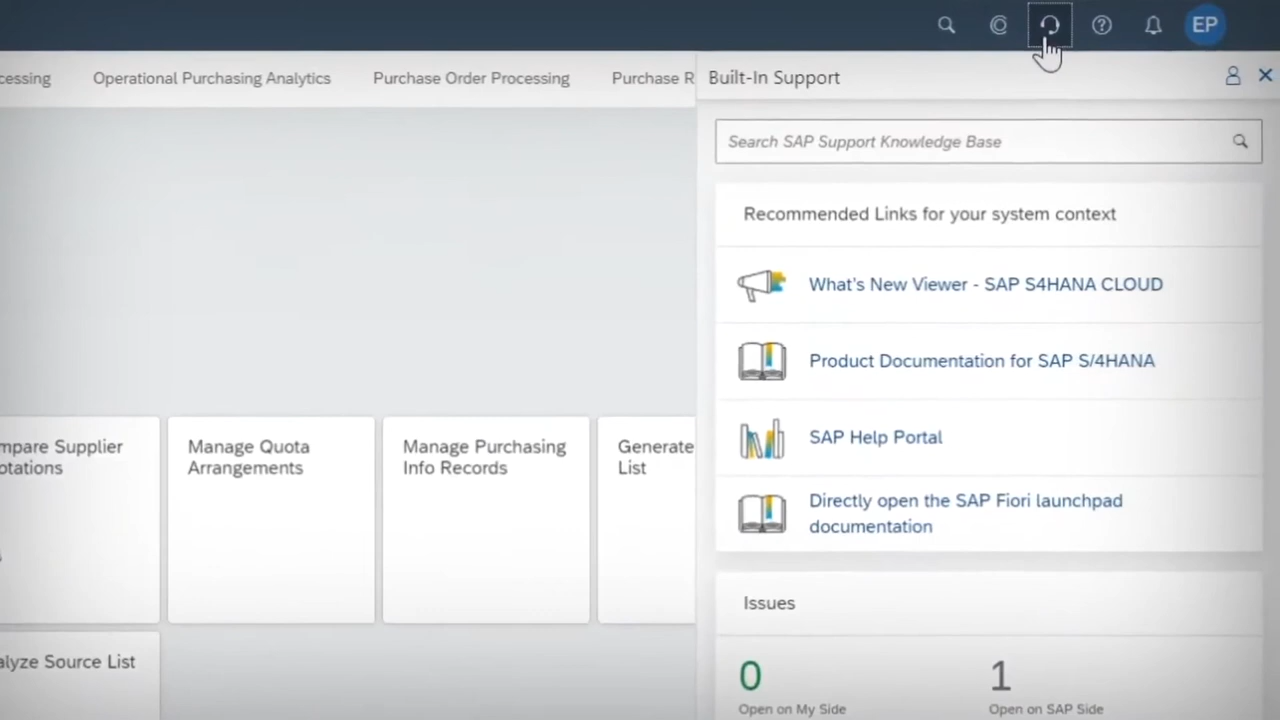 EP
cessing Operational Purchasing Analytics Purchase Order Processing Purchase R
Built-In Support
Search SAP Support Knowledge Base
Recommended Links for your system context
What's New Viewer - SAP S4HANA CLOUD
Product Documentation for SAP S/4HANA
SAP Help Portal
Directly open the SAP Fiori launchpad
documentation
Issues
0
Open on My Side
1
Open on SAP Side
mpare Supplier
otations
Manage Quota
Arrangements
Manage Purchasing
Info Records
Generate
List
alyze Source List